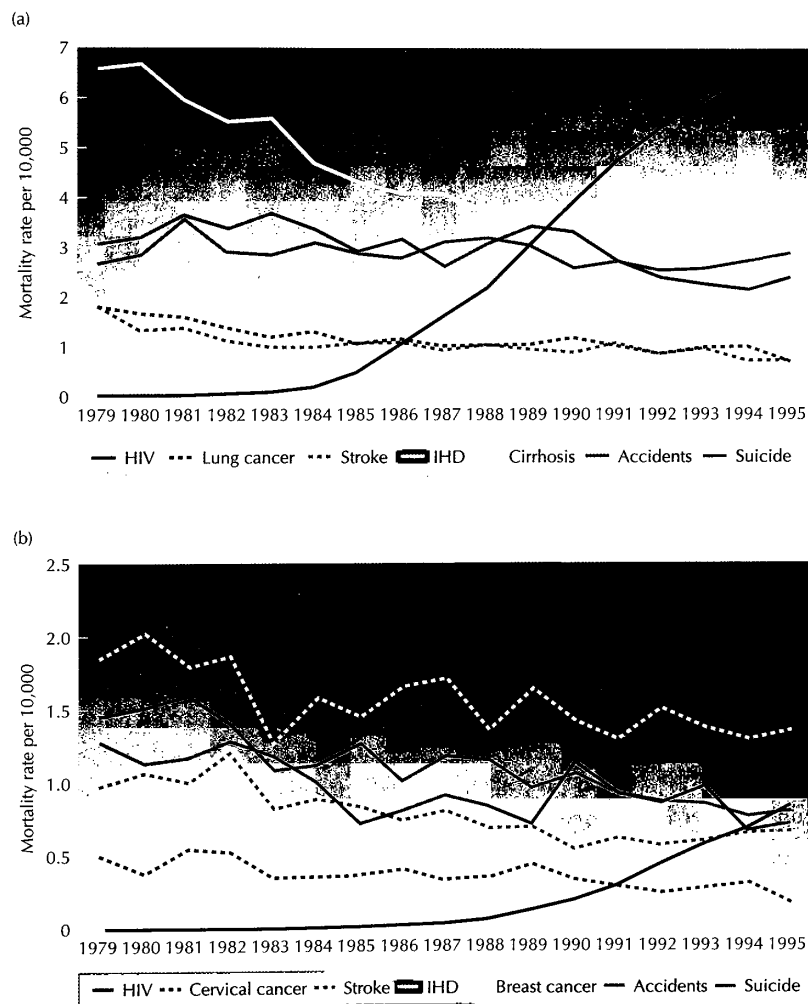 (a)
Mortality rate per 10,000
7
6
5
4
3
2
1
0
1979 1980 1981 1982 1983 1984 1985 1986 1987 1988 1989 1990 1991 1992 1993 1994 1995
HIV Lung cancer Stroke IHD Cirrhosis Accidents Suicide
(b)
Mortality rate per 10,000
2.5
2.0
1.5
1.0
0.5
0
1979 1980 1981 1982 1983 1984 1985 1986 1987 1988 1989 1990 1991 1992 1993 1994 1995
HIV Cervical cancer Stroke IHD Breast cancer Accidents Suicide